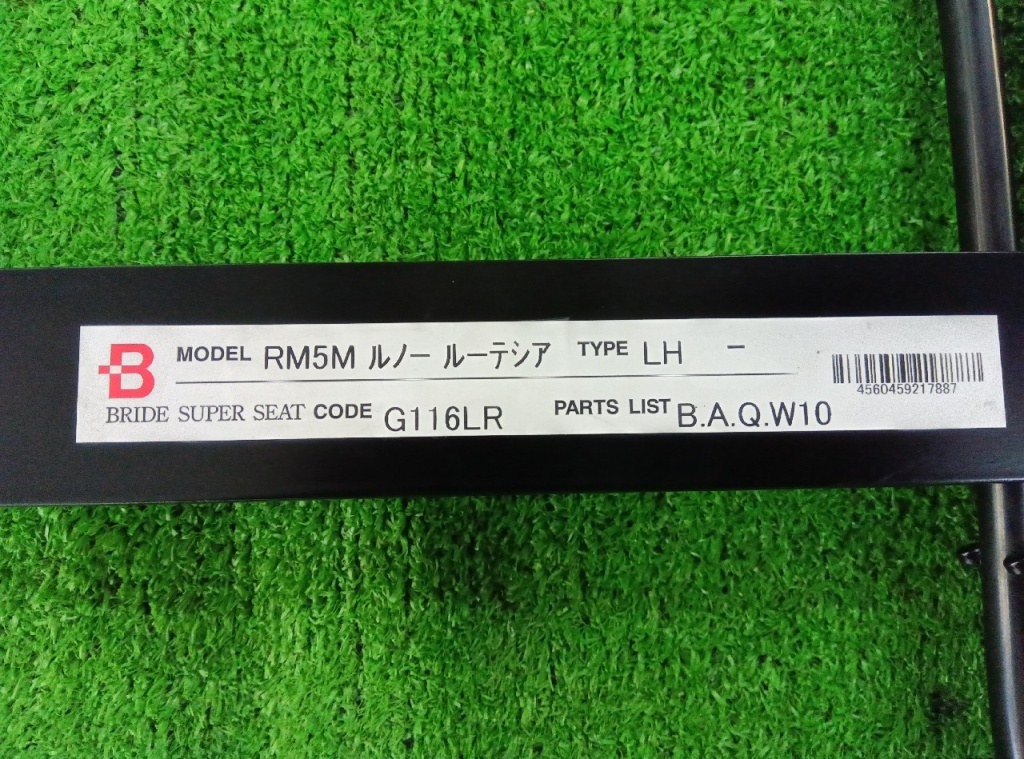 B
MODEL RM5M ルノー ルーテシア TYPE LH -
BRIDE SUPER SEAT CODE G116LR PARTS LIST B.A.Q.W10
4560459217887